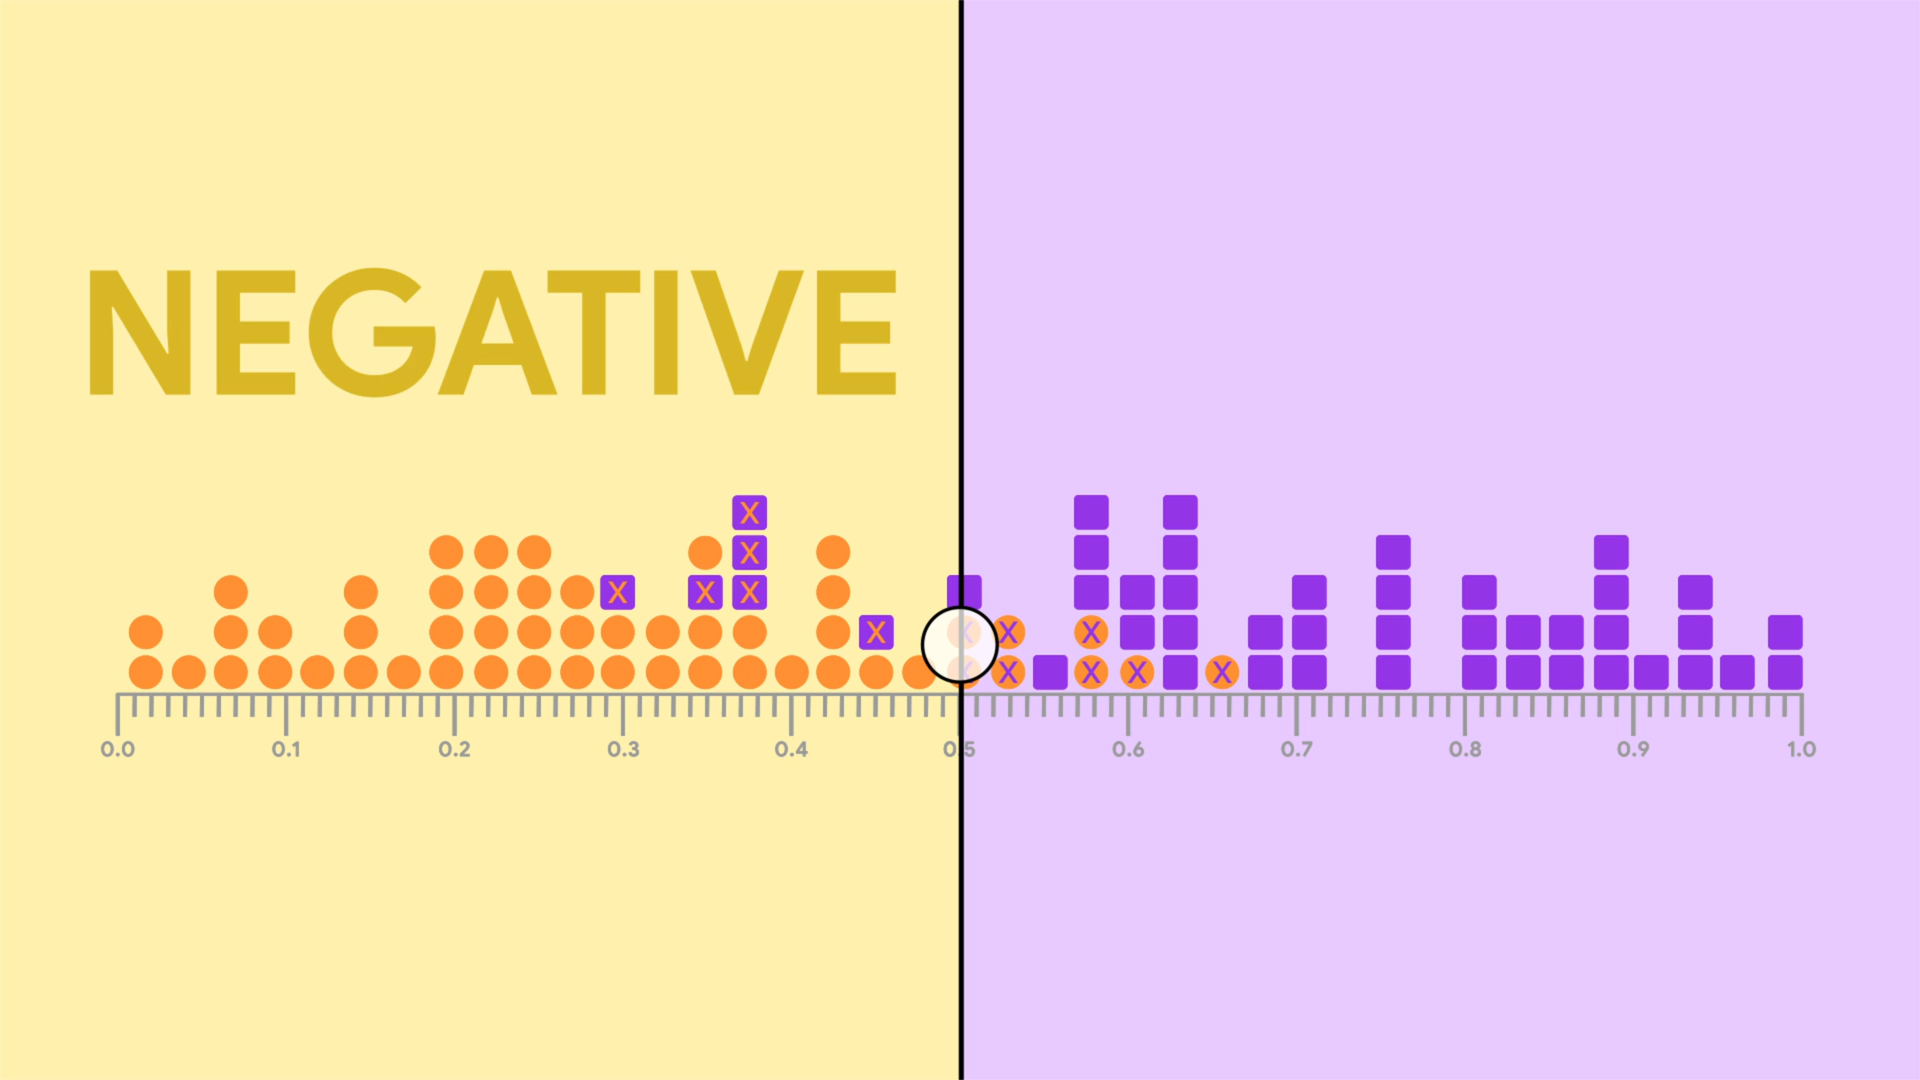 NEGATIVE
X
X
X X X
X X X X
X X X X X X
0.0 0.1 0.2 0.3 0.4 0.5 0.6 0.7 0.8 0.9 1.0